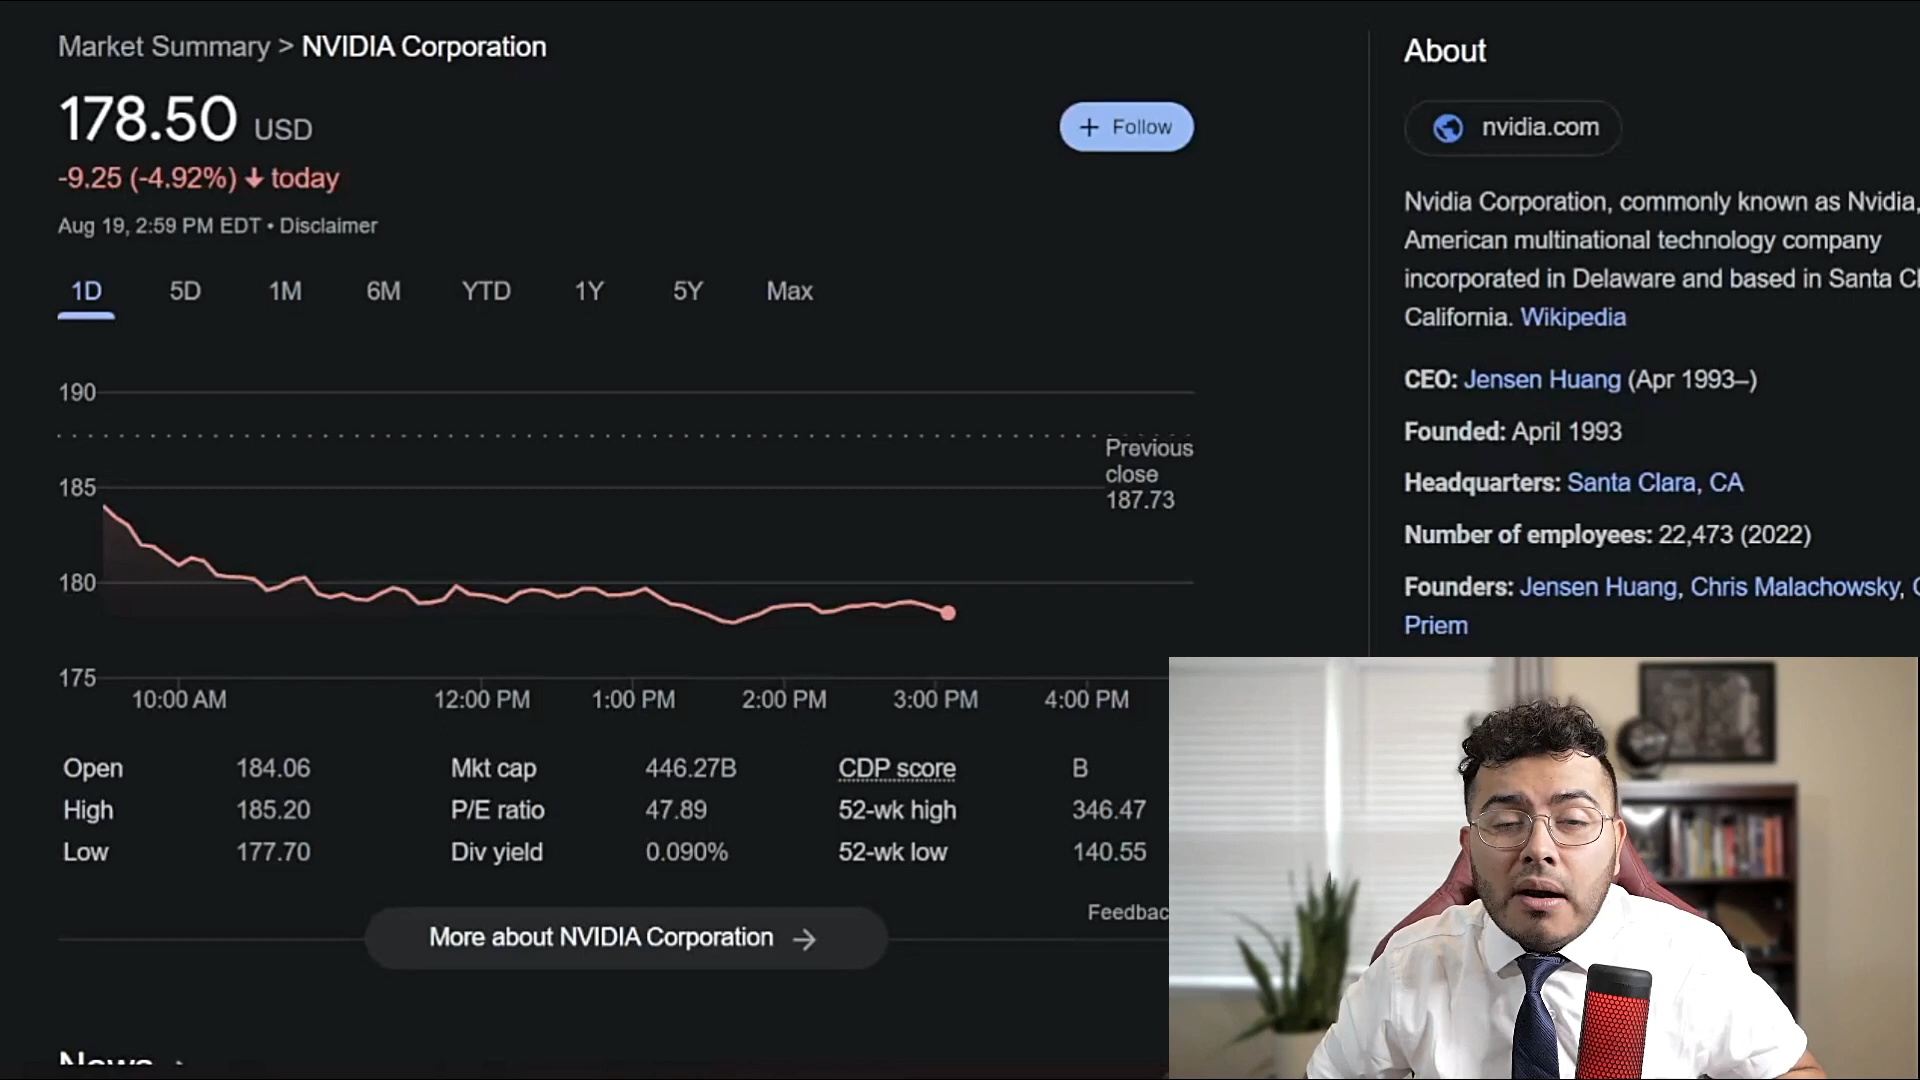 Market Summary > NVIDIA Corporation
178.50 USD
+ Follow
-9.25 (-4.92%) ↓ today
Aug 19, 2:59 PM EDT • Disclaimer
1D 5D 1M 6M YTD 1Y 5Y Max
190
Previous
close
187.73
185
180
175
10:00 AM 12:00 PM 1:00 PM 2:00 PM 3:00 PM 4:00 PM
Open 184.06 Mkt cap 446.27B CDP score B
High 185.20 P/E ratio 47.89 52-wk high 346.47
Low 177.70 Div yield 0.090% 52-wk low 140.55
Feedbac
More about NVIDIA Corporation →
News
About
nvidia.com
Nvidia Corporation, commonly known as Nvidia,
American multinational technology company
incorporated in Delaware and based in Santa Cl
California. Wikipedia
CEO: Jensen Huang (Apr 1993–)
Founded: April 1993
Headquarters: Santa Clara, CA
Number of employees: 22,473 (2022)
Founders: Jensen Huang, Chris Malachowsky, C
Priem